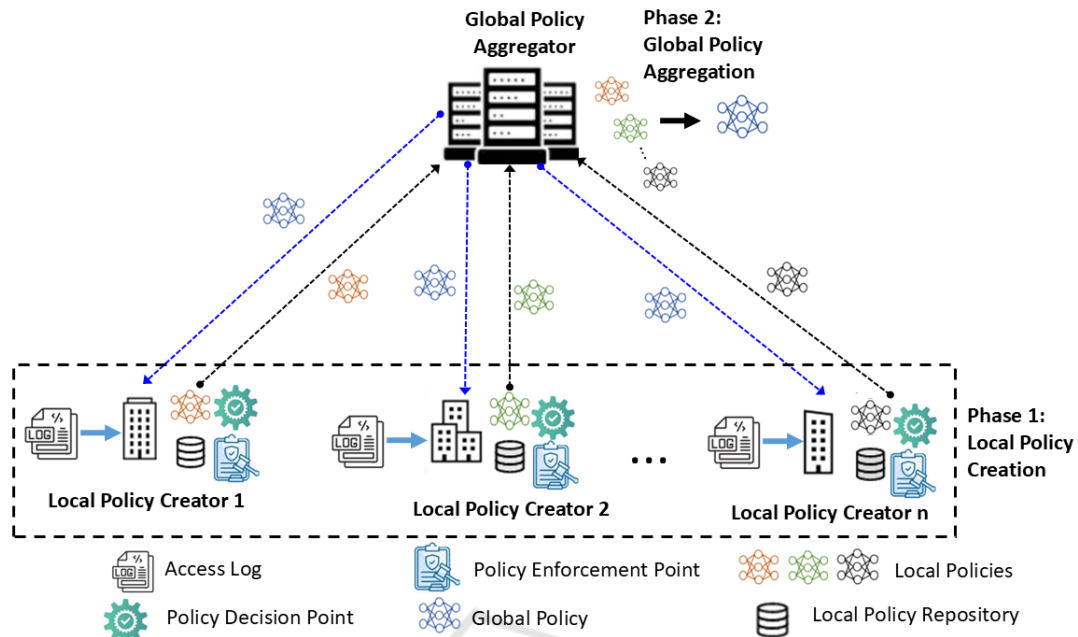 Global Policy
Aggregator
Phase 2:
Global Policy
Aggregation
LOG
Local Policy Creator 1
LOG
Local Policy Creator 2
...
LOG
Local Policy Creator n
Phase 1:
Local Policy
Creation
LOG
Access Log
Policy Enforcement Point
Local Policies
Policy Decision Point
Global Policy
Local Policy Repository